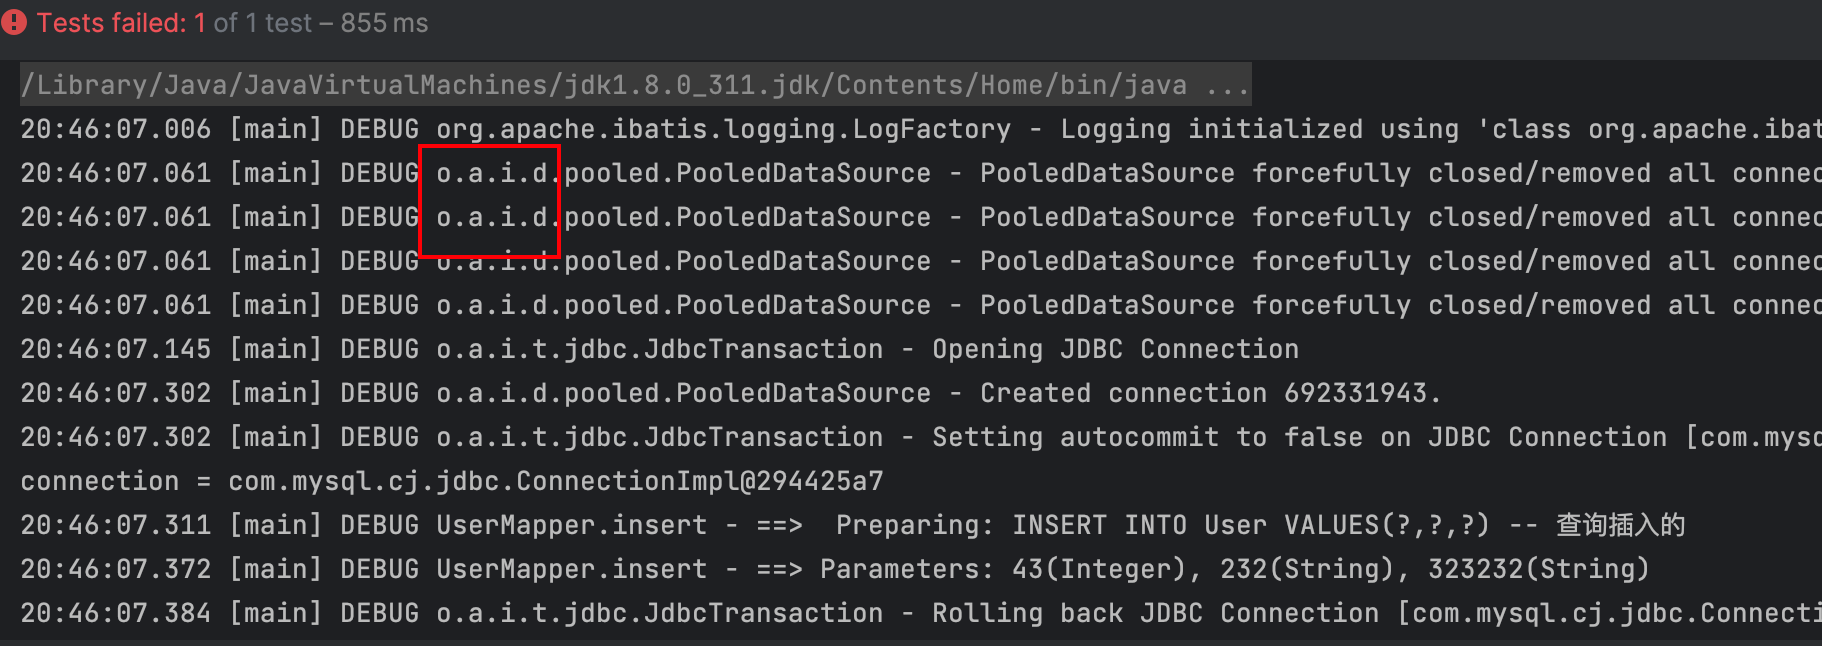 Tests failed: 1 of 1 test – 855 ms
/Library/Java/JavaVirtualMachines/jdk1.8.0_311.jdk/Contents/Home/bin/java ...
20:46:07.006 [main] DEBUG org.apache.ibatis.logging.LogFactory - Logging initialized using 'class org.apache.ibat
20:46:07.061 [main] DEBUG o.a.i.d.pooled.PooledDataSource - PooledDataSource forcefully closed/removed all connec
20:46:07.061 [main] DEBUG o.a.i.d.pooled.PooledDataSource - PooledDataSource forcefully closed/removed all connec
20:46:07.061 [main] DEBUG o.a.i.d.pooled.PooledDataSource - PooledDataSource forcefully closed/removed all connec
20:46:07.061 [main] DEBUG o.a.i.d.pooled.PooledDataSource - PooledDataSource forcefully closed/removed all connec
20:46:07.145 [main] DEBUG o.a.i.t.jdbc.JdbcTransaction - Opening JDBC Connection
20:46:07.302 [main] DEBUG o.a.i.d.pooled.PooledDataSource - Created connection 692331943.
20:46:07.302 [main] DEBUG o.a.i.t.jdbc.JdbcTransaction - Setting autocommit to false on JDBC Connection [com.mysq
connection = com.mysql.cj.jdbc.ConnectionImpl@294425a7
20:46:07.311 [main] DEBUG UserMapper.insert - ==>  Preparing: INSERT INTO User VALUES(?,?,?) -- 查询插入的
20:46:07.372 [main] DEBUG UserMapper.insert - ==> Parameters: 43(Integer), 232(String), 323232(String)
20:46:07.384 [main] DEBUG o.a.i.t.jdbc.JdbcTransaction - Rolling back JDBC Connection [com.mysql.cj.jdbc.Connecti